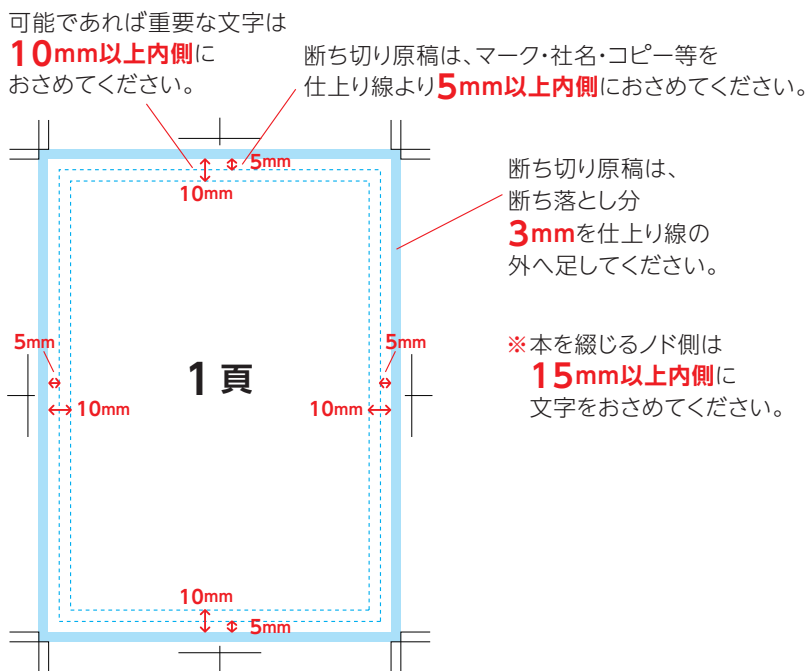 可能であれば重要な文字は
10mm以上内側に
おさめてください。
断ち切り原稿は、マーク・社名・コピー等を
仕上り線より5mm以上内側におさめてください。
5mm
10mm
断ち切り原稿は、
断ち落とし分
3mmを仕上り線の
外へ足してください。
5mm
5mm
1頁
10mm
10mm
※本を綴じるノド側は
15mm以上内側に
文字をおさめてください。
10mm
5mm